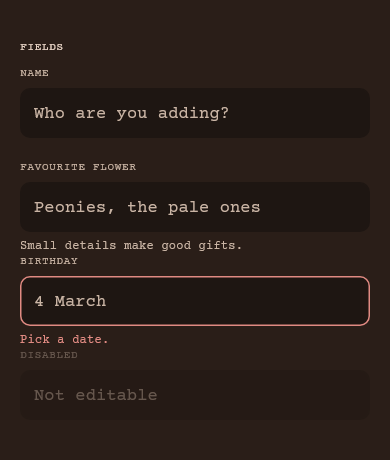 FIELDS
NAME
Who are you adding?
FAVOURITE FLOWER
Peonies, the pale ones
Small details make good gifts.
BIRTHDAY
4 March
Pick a date.
DISABLED
Not editable